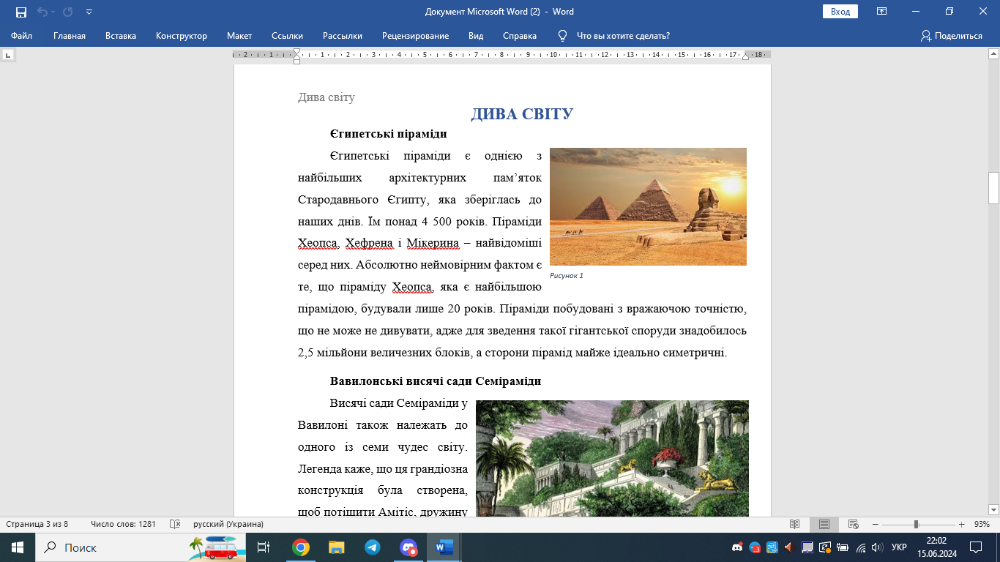 Документ Microsoft Word (2) - Word
Вход
Файл Главная Вставка Конструктор Макет Ссылки Рассылки Рецензирование Вид Справка Что вы хотите сделать? Поделиться
2 1 1 2 3 4 5 6 7 8 9 10 11 12 13 14 15 16 17 18
Дива світу
ДИВА СВІТУ
Єгипетські піраміди
Єгипетські піраміди є однією з
найбільших архітектурних пам’яток
Стародавнього Єгипту, яка зберіглась до
наших днів. Їм понад 4 500 років. Піраміди
Хеопса, Хефрена і Мікерина – найвідоміші
серед них. Абсолютно неймовірним фактом є
те, що піраміду Хеопса, яка є найбільшою
Рисунок 1
пірамідою, будували лише 20 років. Піраміди побудовані з вражаючою точністю,
що не може не дивувати, адже для зведення такої гігантської споруди знадобилось
2,5 мільйони величезних блоків, а сторони пірамід майже ідеально симетричні.
Вавилонські висячі сади Семіраміди
Висячі сади Семіраміди у
Вавилоні також належать до
одного із семи чудес світу.
Легенда каже, що ця грандіозна
конструкція була створена,
щоб потішити Амітіс, дружину
Страница 3 из 8 Число слов: 1281 русский (Украина) 93%
Поиск
УКР
22:02
15.06.2024